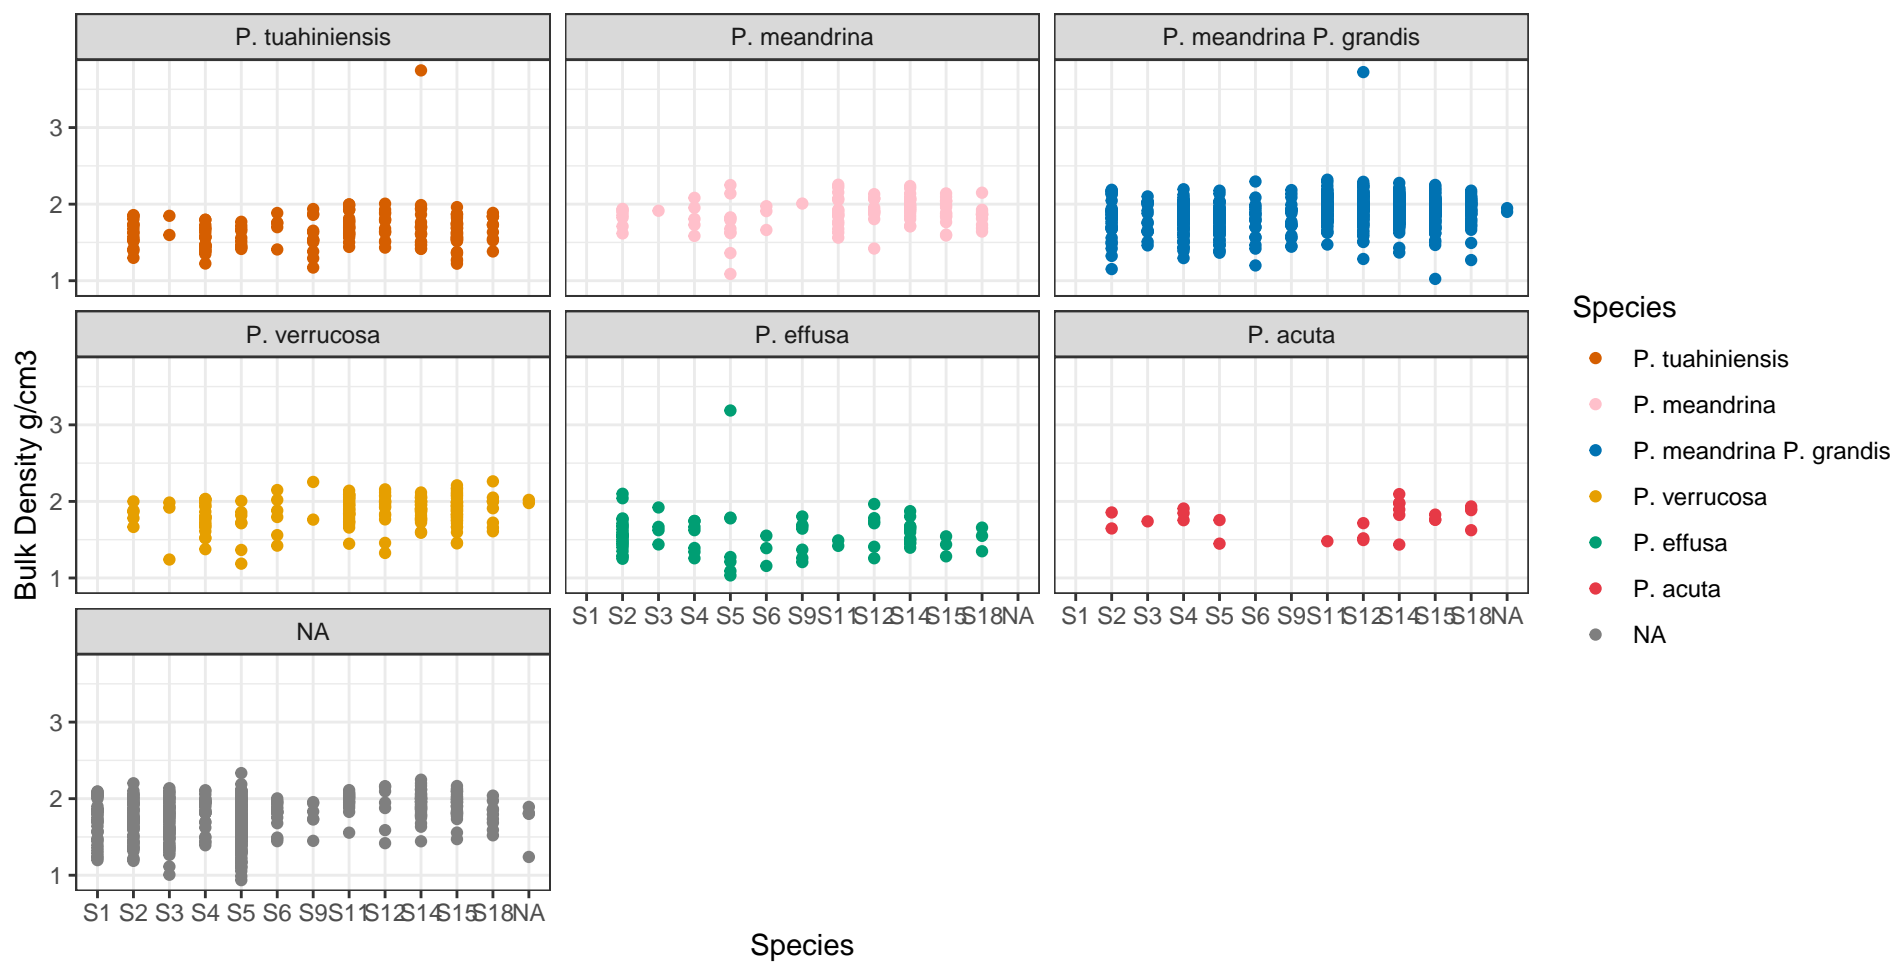 P. tuahiniensis
P. meandrina
P. meandrina P. grandis
3
2
1
P. verrucosa
P. effusa
P. acuta
3
2
1
S1 S2 S3 S4 S5 S6 S9 S11 S12 S14 S15 S18 NA
S1 S2 S3 S4 S5 S6 S9 S11 S12 S14 S15 S18 NA
NA
3
2
1
S1 S2 S3 S4 S5 S6 S9 S11 S12 S14 S15 S18 NA
Species
Bulk Density g/cm3
Species
P. tuahiniensis
P. meandrina
P. meandrina P. grandis
P. verrucosa
P. effusa
P. acuta
NA